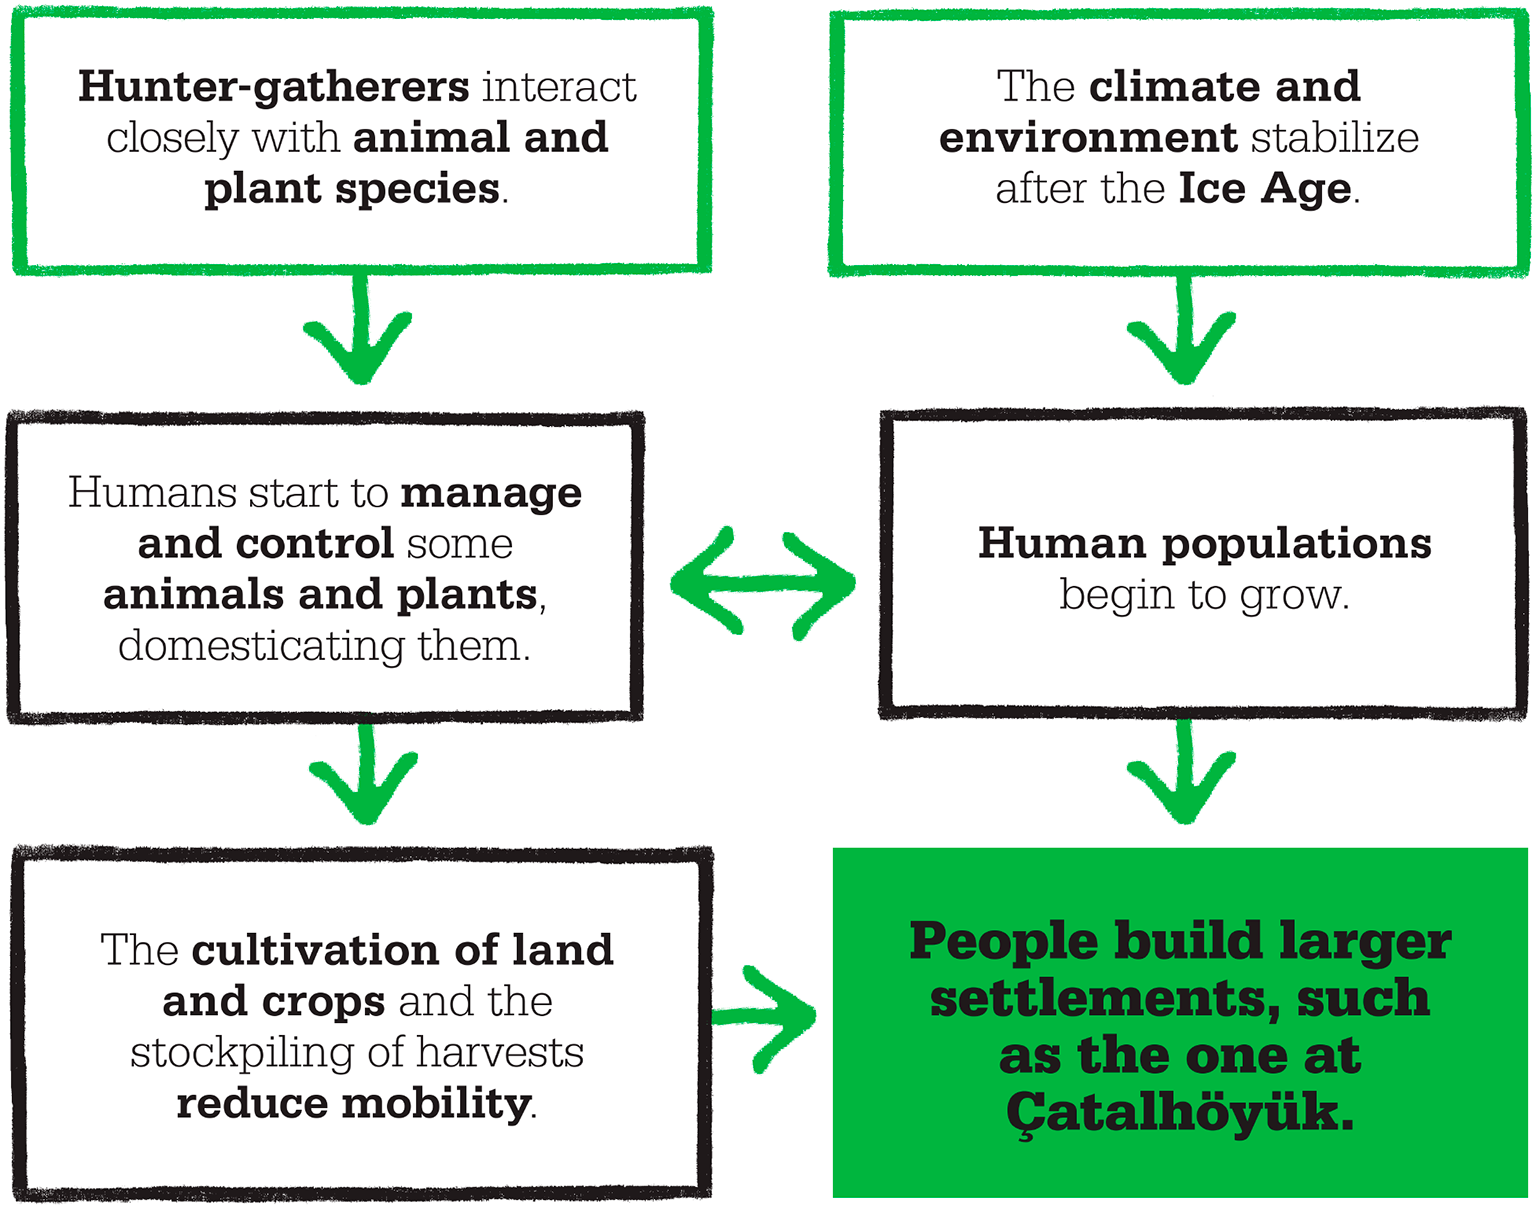 Hunter-gatherers interact
closely with animal and
plant species.
The climate and
environment stabilize
after the Ice Age.
Humans start to manage
and control some
animals and plants,
domesticating them.
Human populations
begin to grow.
The cultivation of land
and crops and the
stockpiling of harvests
reduce mobility.
People build larger
settlements, such
as the one at
Çatalhöyük.